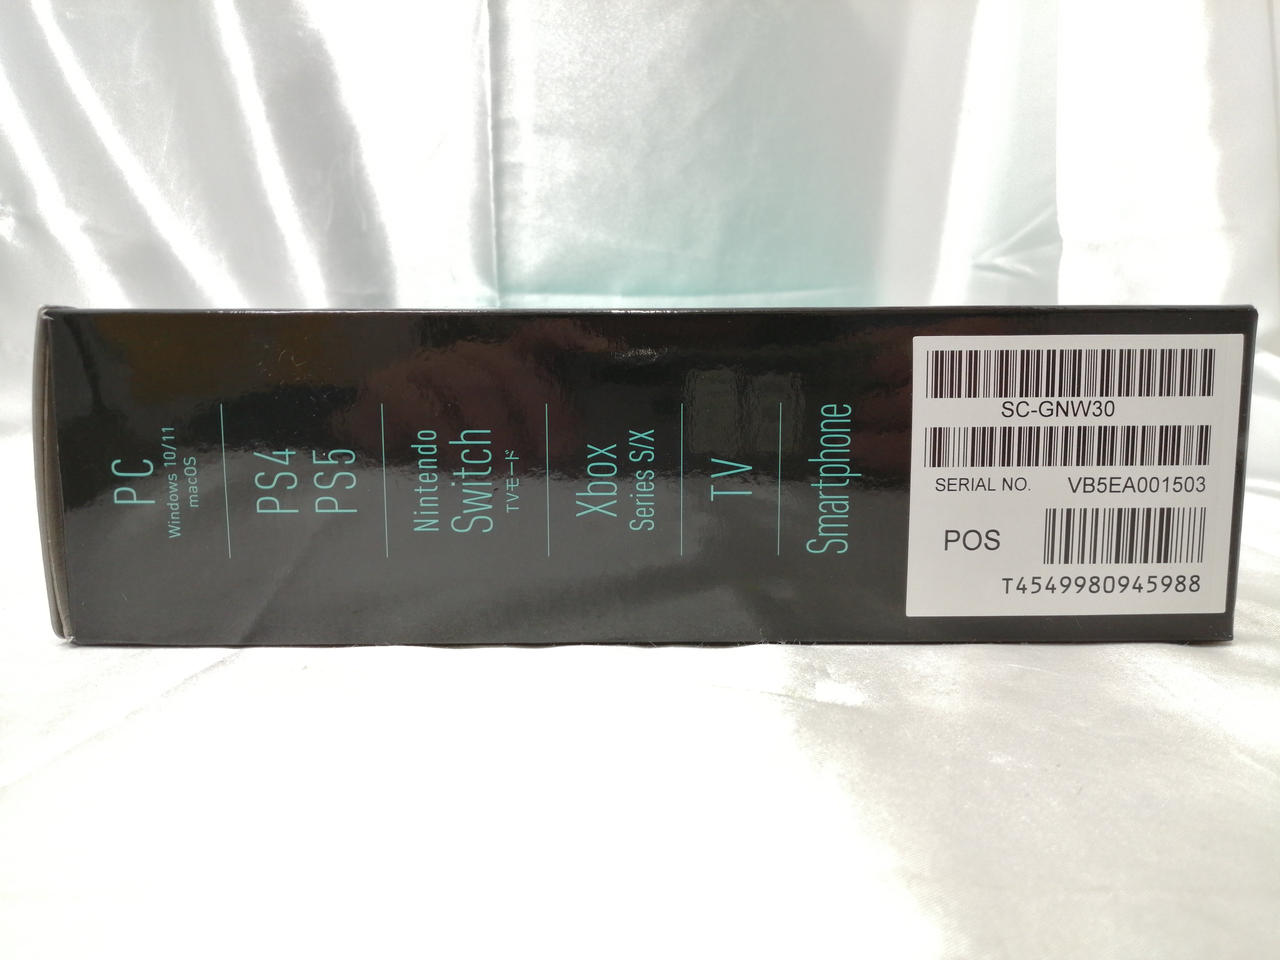 PC
Windows 10/11
macOS
PS4
PS5
Nintendo
Switch
TVモード
Xbox
Series S/X
TV
Smartphone
SC-GNW30
SERIAL NO. VB5EA001503
POS
T4549980945988